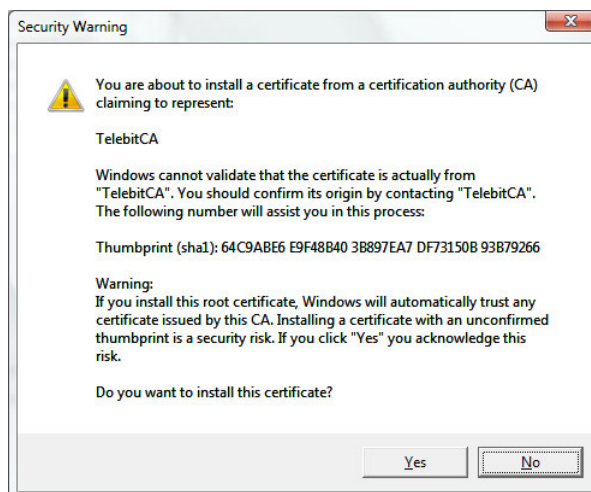 Security Warning
You are about to install a certificate from a certification authority (CA)
claiming to represent:
TelebitCA
Windows cannot validate that the certificate is actually from
"TelebitCA". You should confirm its origin by contacting "TelebitCA".
The following number will assist you in this process:
Thumbprint (sha1): 64C9ABE6 E9F48B40 3B897EA7 DF73150B 93B79266
Warning:
If you install this root certificate, Windows will automatically trust any
certificate issued by this CA. Installing a certificate with an unconfirmed
thumbprint is a security risk. If you click "Yes" you acknowledge this
risk.
Do you want to install this certificate?
Yes
No